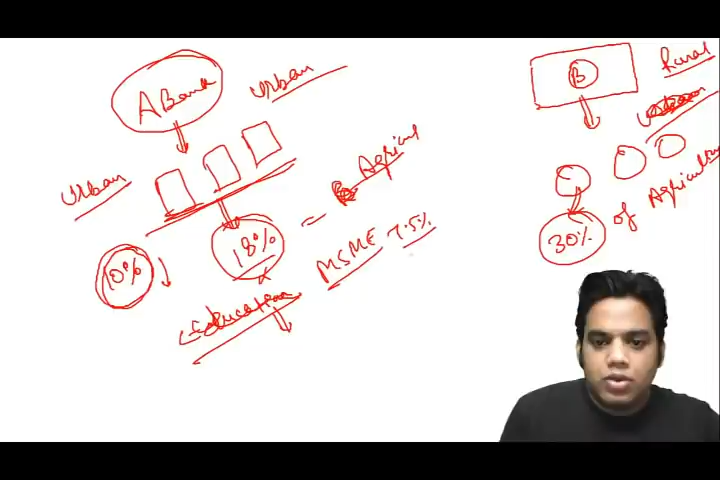 A Bank
Urban
Urban
10%
18%
= Agricul
Education
MSME 7.5%
B
Rural
30% of Agriculture